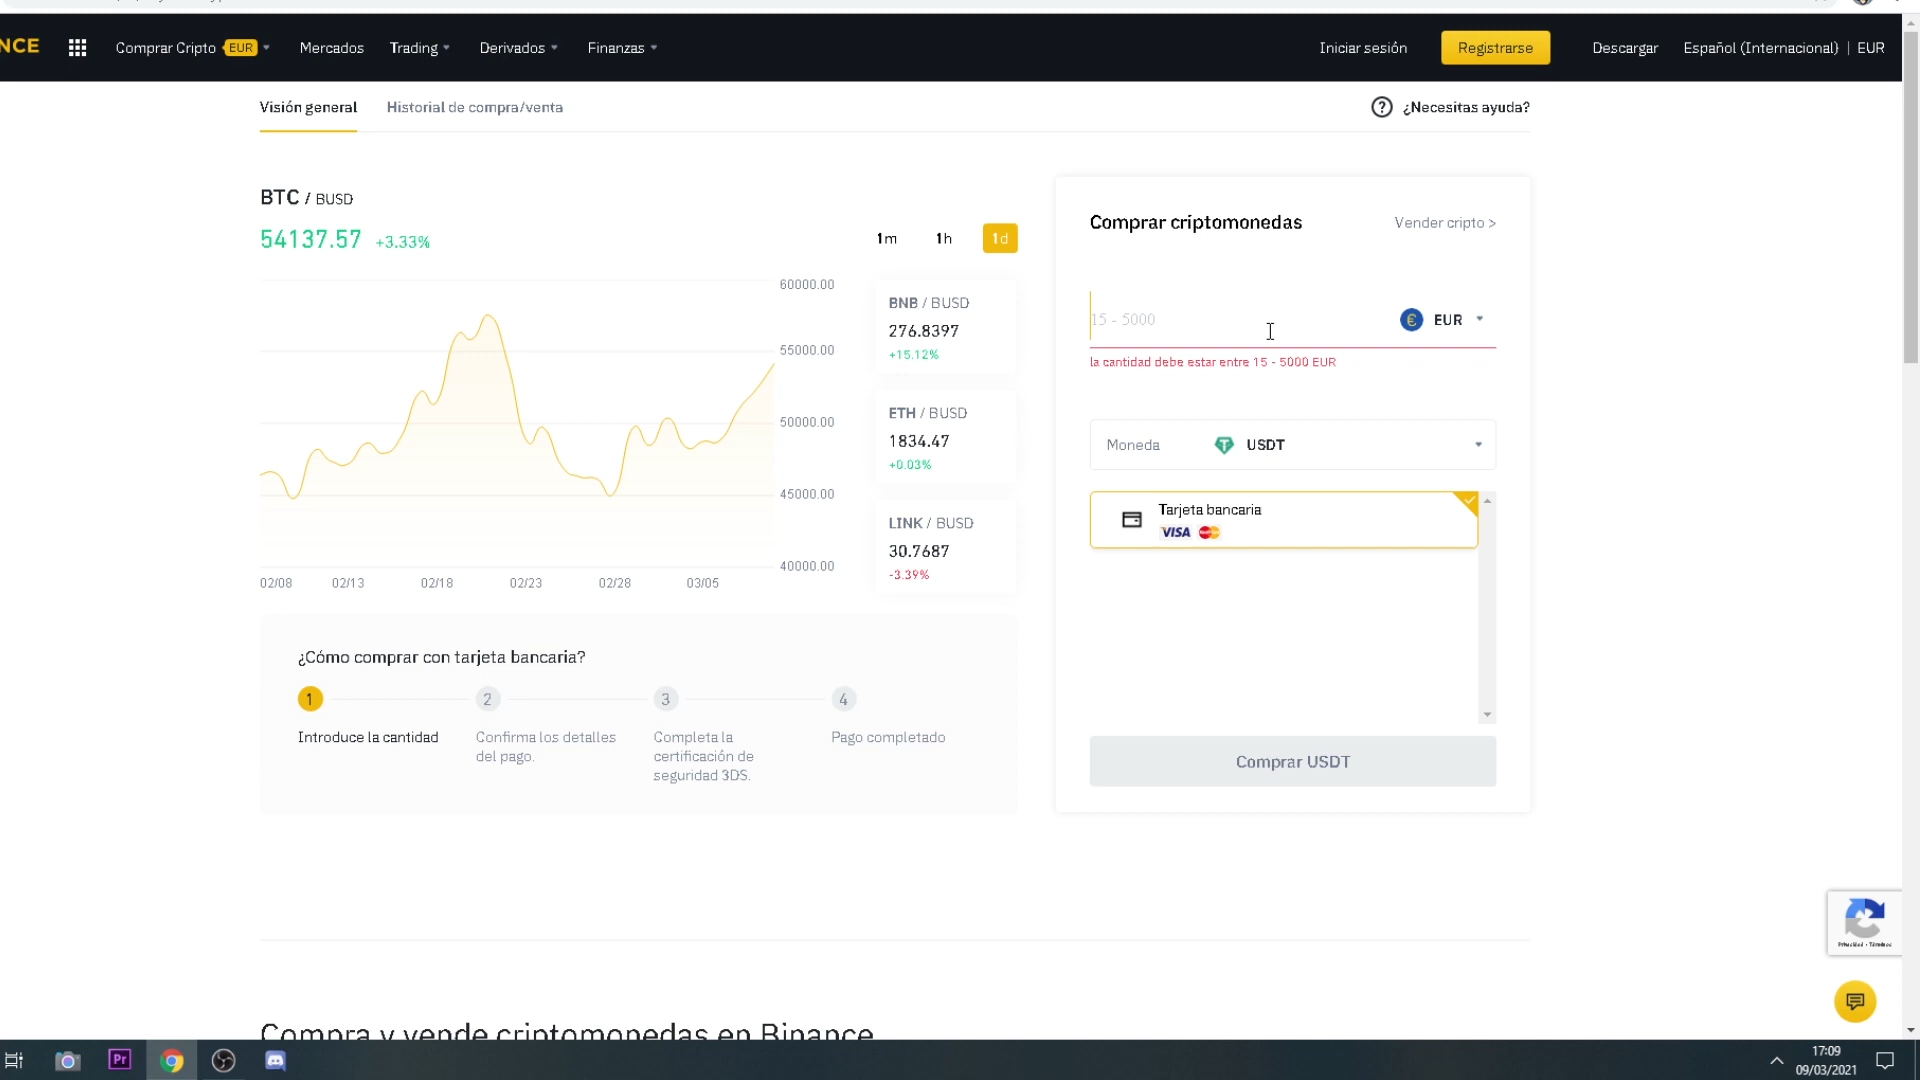 NCE
Comprar Cripto EUR
Mercados
Trading
Derivados
Finanzas
Iniciar sesión
Registrarse
Descargar
Español (Internacional) | EUR
Visión general
Historial de compra/venta
¿Necesitas ayuda?
BTC / BUSD
54137.57 +3.33%
1m
1h
1d
60000.00
55000.00
50000.00
45000.00
40000.00
02/08
02/13
02/18
02/23
02/28
03/05
BNB / BUSD
276.8397
+15.12%
ETH / BUSD
1834.47
+0.03%
LINK / BUSD
30.7687
-3.39%
Comprar criptomonedas
Vender cripto >
15 - 5000
EUR
la cantidad debe estar entre 15 - 5000 EUR
Moneda
USDT
Tarjeta bancaria
VISA
Comprar USDT
¿Cómo comprar con tarjeta bancaria?
1
2
3
4
Introduce la cantidad
Confirma los detalles
del pago.
Completa la
certificación de
seguridad 3DS.
Pago completado
Privacidad - Términos
Compra y vende criptomonedas en Binance
Pr
17:09
09/03/2021